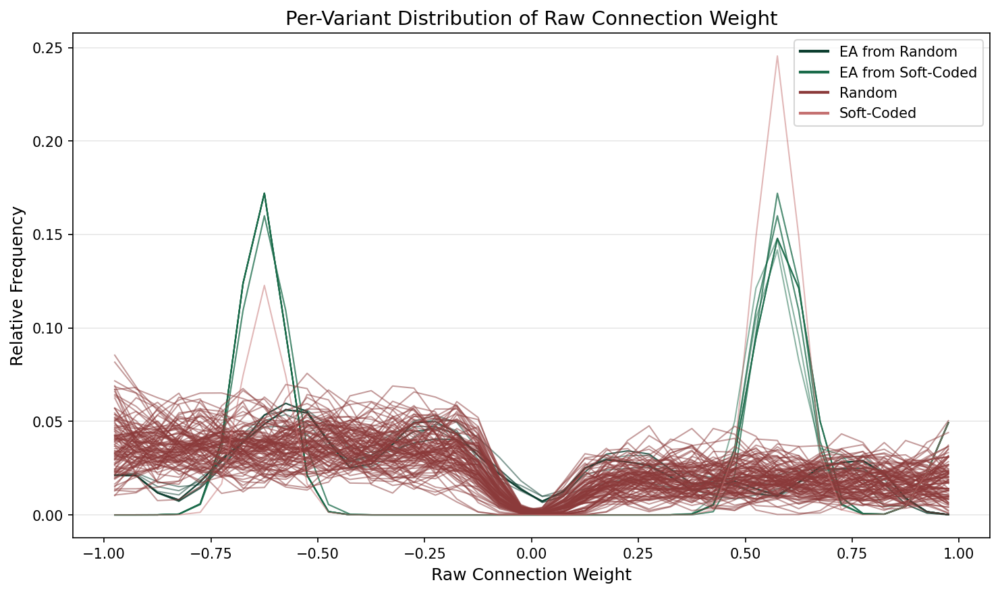 Per-Variant Distribution of Raw Connection Weight
EA from Random
EA from Soft-Coded
Random
Soft-Coded
Relative Frequency
0.25
0.20
0.15
0.10
0.05
0.00
−1.00 −0.75 −0.50 −0.25 0.00 0.25 0.50 0.75 1.00
Raw Connection Weight